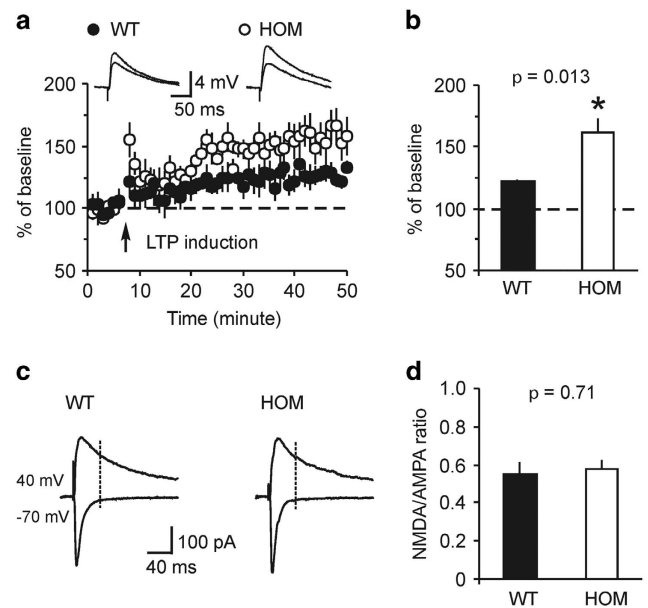 a
WT
HOM
4 mV
50 ms
% of baseline
200
150
100
50
LTP induction
0
10
20
30
40
50
Time (minute)
b
p = 0.013
*
% of baseline
200
150
100
50
WT
HOM
c
WT
HOM
40 mV
-70 mV
100 pA
40 ms
d
p = 0.71
NMDA/AMPA ratio
1.0
0.8
0.6
0.4
0.2
0
WT
HOM